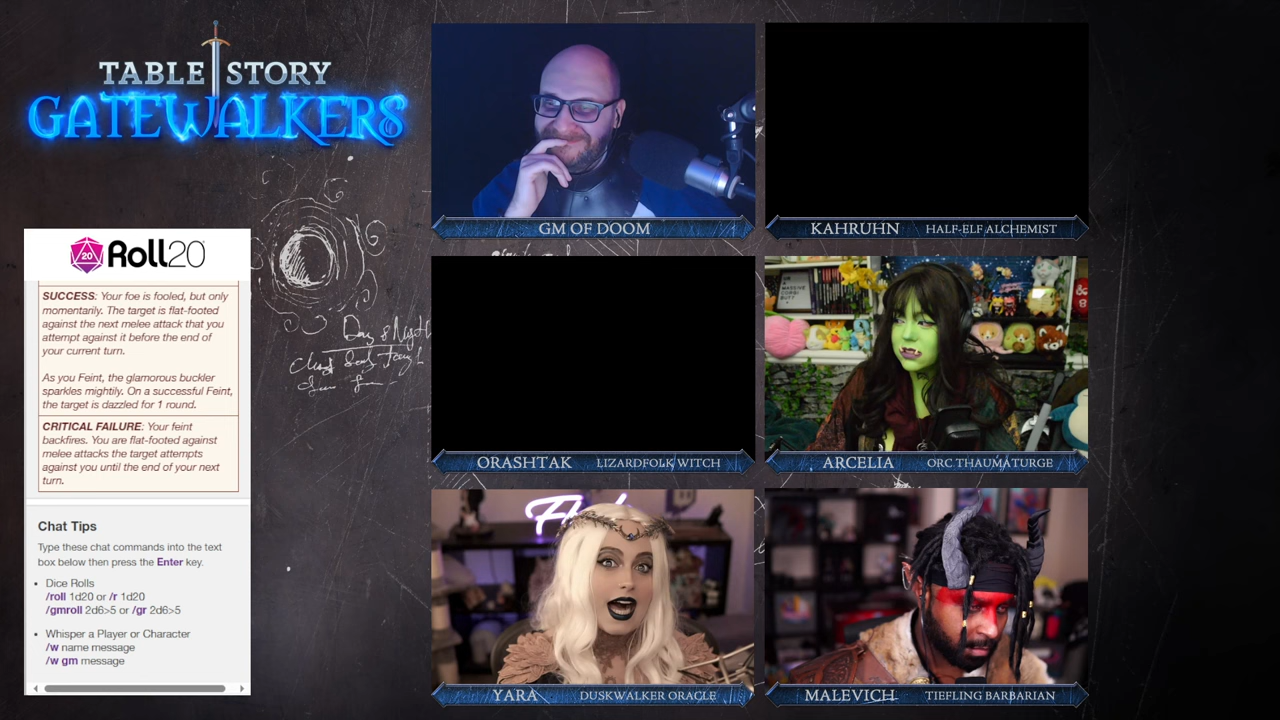 TABLE STORY
GATEWALKERS
Roll20
SUCCESS: Your foe is fooled, but only
momentarily. The target is flat-footed
against the next melee attack that you
attempt against it before the end of
your current turn.
As you Feint, the glamorous buckler
sparkles mightily. On a successful Feint,
the target is dazzled for 1 round.
CRITICAL FAILURE: Your feint
backfires. You are flat-footed against
melee attacks the target attempts
against you until the end of your next
turn.
Chat Tips
Type these chat commands into the text
box below then press the Enter key.
• Dice Rolls
/roll 1d20 or /r 1d20
/gmroll 2d6>5 or /gr 2d6>5
• Whisper a Player or Character
/w name message
/w gm message
GM OF DOOM
KAHRUHN HALF-ELF ALCHEMIST
ORASHTAK LIZARDFOLK WITCH
MASSIVE
CORGI
BUTT
ARCELIA ORC THAUMATURGE
YARA DUSKWALKER ORACLE
MALEVICH TIEFLING BARBARIAN